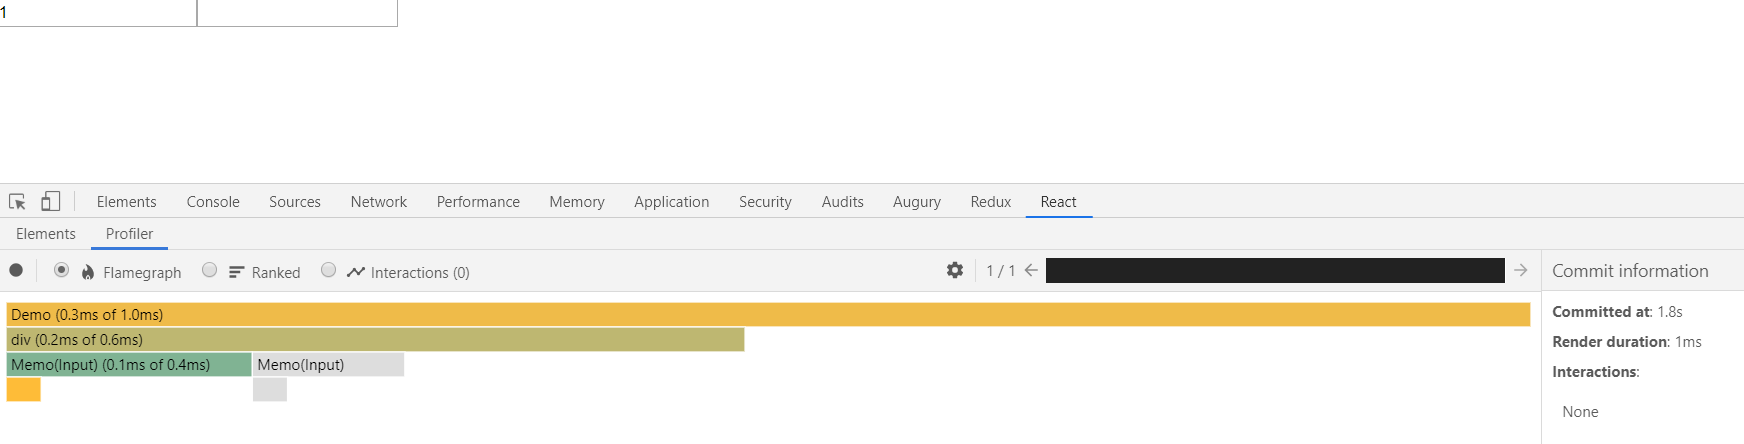 1
Elements Console Sources Network Performance Memory Application Security Audits Augury Redux React
Elements Profiler
Flamegraph Ranked Interactions (0) 1 / 1 Commit information
Demo (0.3ms of 1.0ms)
Committed at: 1.8s
div (0.2ms of 0.6ms)
Render duration: 1ms
Memo(Input) (0.1ms of 0.4ms) Memo(Input)
Interactions:
None